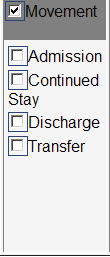 Movement
Admission
Continued
Stay
Discharge
Transfer